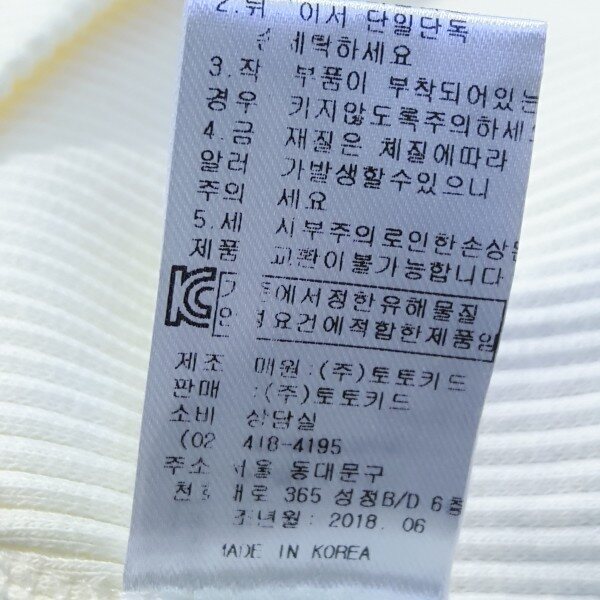 2.뒤 이서 단일단독
세탁하세요
3.작 부품이 부착되어있는
경우 키지않도록주의하세
4.금 재질은 체질에따라
알러 가발생할수있으니
주의 세요
5.세 시부주의로인한손상은
제품 교환이불가능합니다
KC 에서정한유해물질
요건에적합한제품임
제조 매원:(주)토토키드
판매 :(주)토토키드
소비 상담실
(02 418-4195
주소 서울 동대문구
천 대로 365 성정B/D 6층
조년월: 2018. 06
MADE IN KOREA